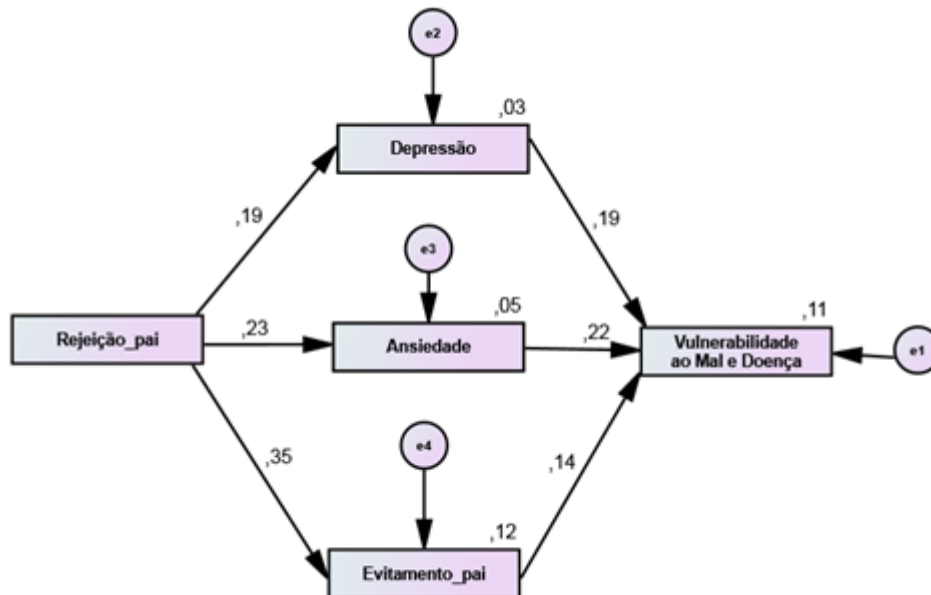 e2
,03
Depressão
,19
,19
e3
,05
,11
Rejeição_pai
,23
Ansiedade
,22
Vulnerabilidade
ao Mal e Doença
e1
,35
e4
,14
,12
Evitamento_pai